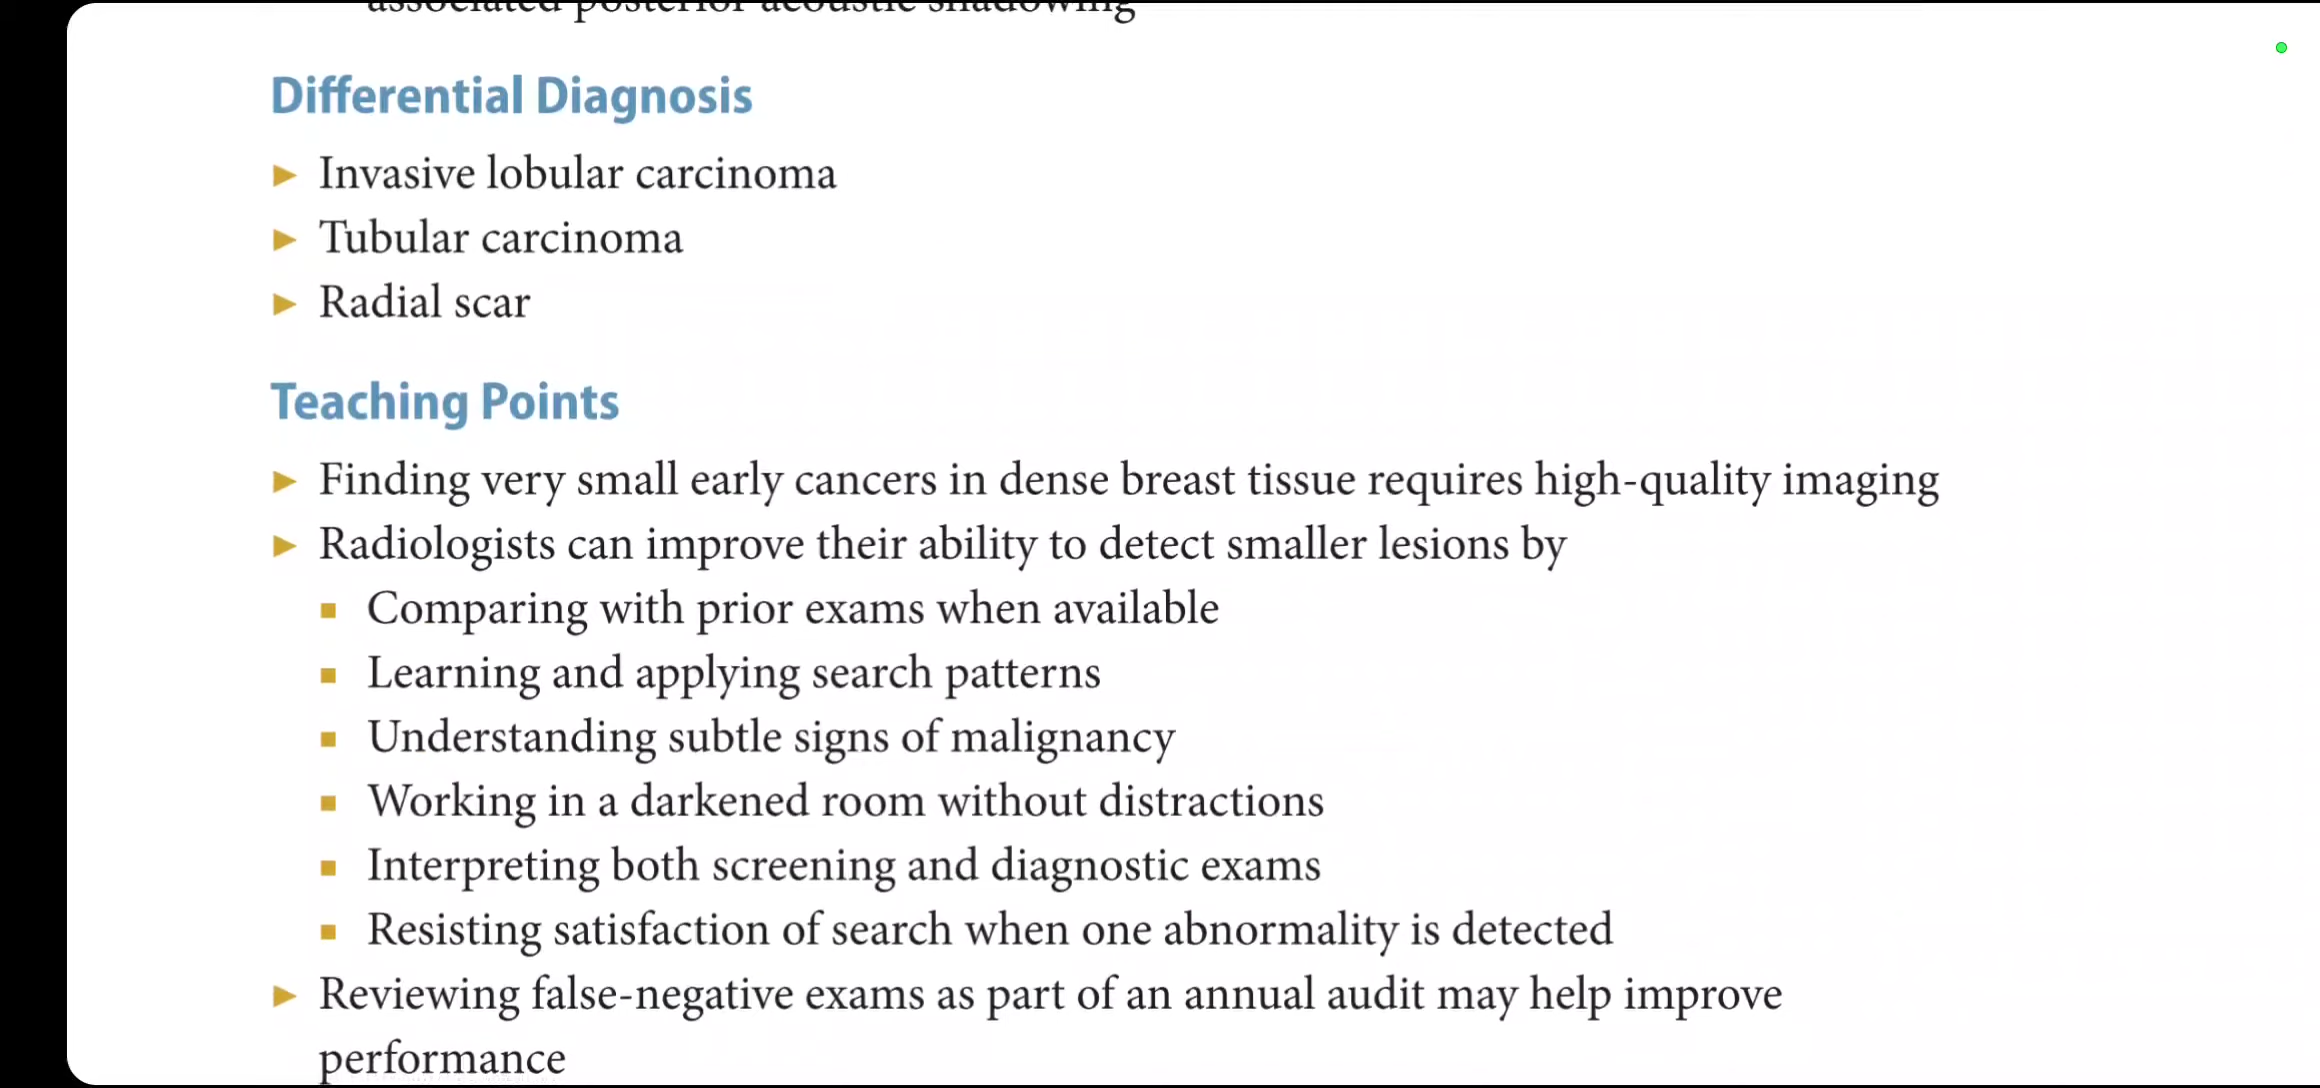 associated posterior acoustic shadowing
Differential Diagnosis
► Invasive lobular carcinoma
► Tubular carcinoma
► Radial scar
Teaching Points
► Finding very small early cancers in dense breast tissue requires high-quality imaging
► Radiologists can improve their ability to detect smaller lesions by
■ Comparing with prior exams when available
■ Learning and applying search patterns
■ Understanding subtle signs of malignancy
■ Working in a darkened room without distractions
■ Interpreting both screening and diagnostic exams
■ Resisting satisfaction of search when one abnormality is detected
► Reviewing false-negative exams as part of an annual audit may help improve
performance